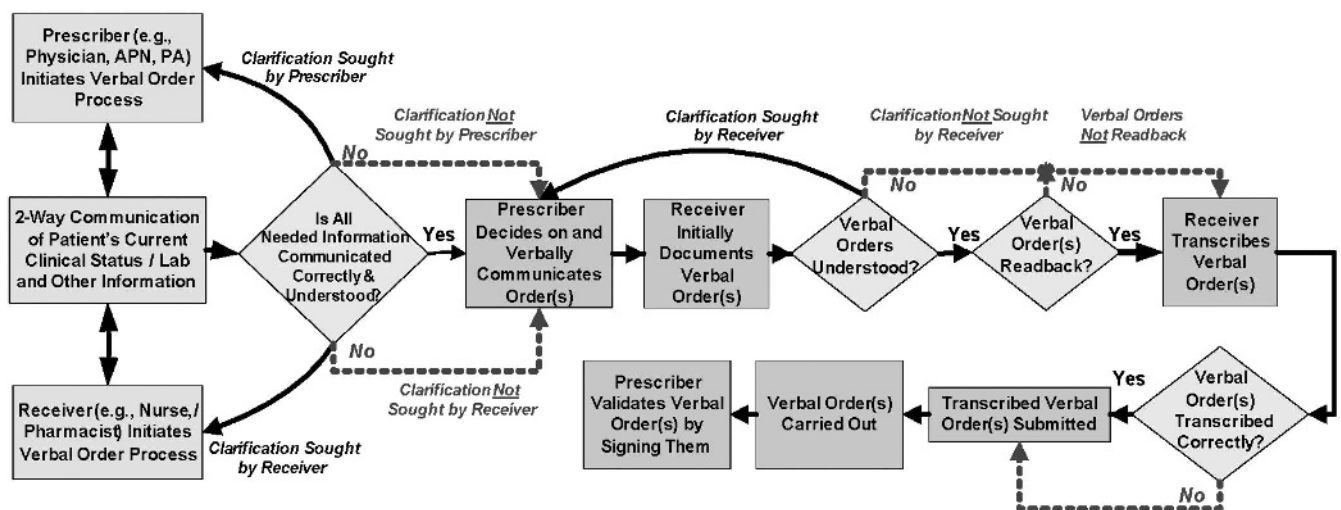 Prescriber (e.g.,
Physician, APN, PA)
Initiates Verbal Order
Process
Clarification Sought
by Prescriber
2-Way Communication
of Patient's Current
Clinical Status / Lab
and Other Information
Receiver (e.g., Nurse,/
Pharmacist) Initiates
Verbal Order Process
Clarification Sought
by Receiver
Is All
Needed Information
Communicated
Correctly &
Understood?
No
Clarification Not
Sought by Prescriber
Yes
No
Clarification Not
Sought by Receiver
Prescriber
Decides on and
Verbally
Communicates
Order(s)
Clarification Sought
by Receiver
Receiver
Initially
Documents
Verbal
Order(s)
Verbal
Orders
Understood?
Clarification Not Sought
by Receiver
No
Yes
Verbal
Order(s)
Readback?
Verbal Orders
Not Readback
No
Yes
Receiver
Transcribes
Verbal
Order(s)
Verbal
Order(s)
Transcribed
Correctly?
Yes
No
Transcribed Verbal
Order(s) Submitted
Verbal Order(s)
Carried Out
Prescriber
Validates Verbal
Order(s) by
Signing Them